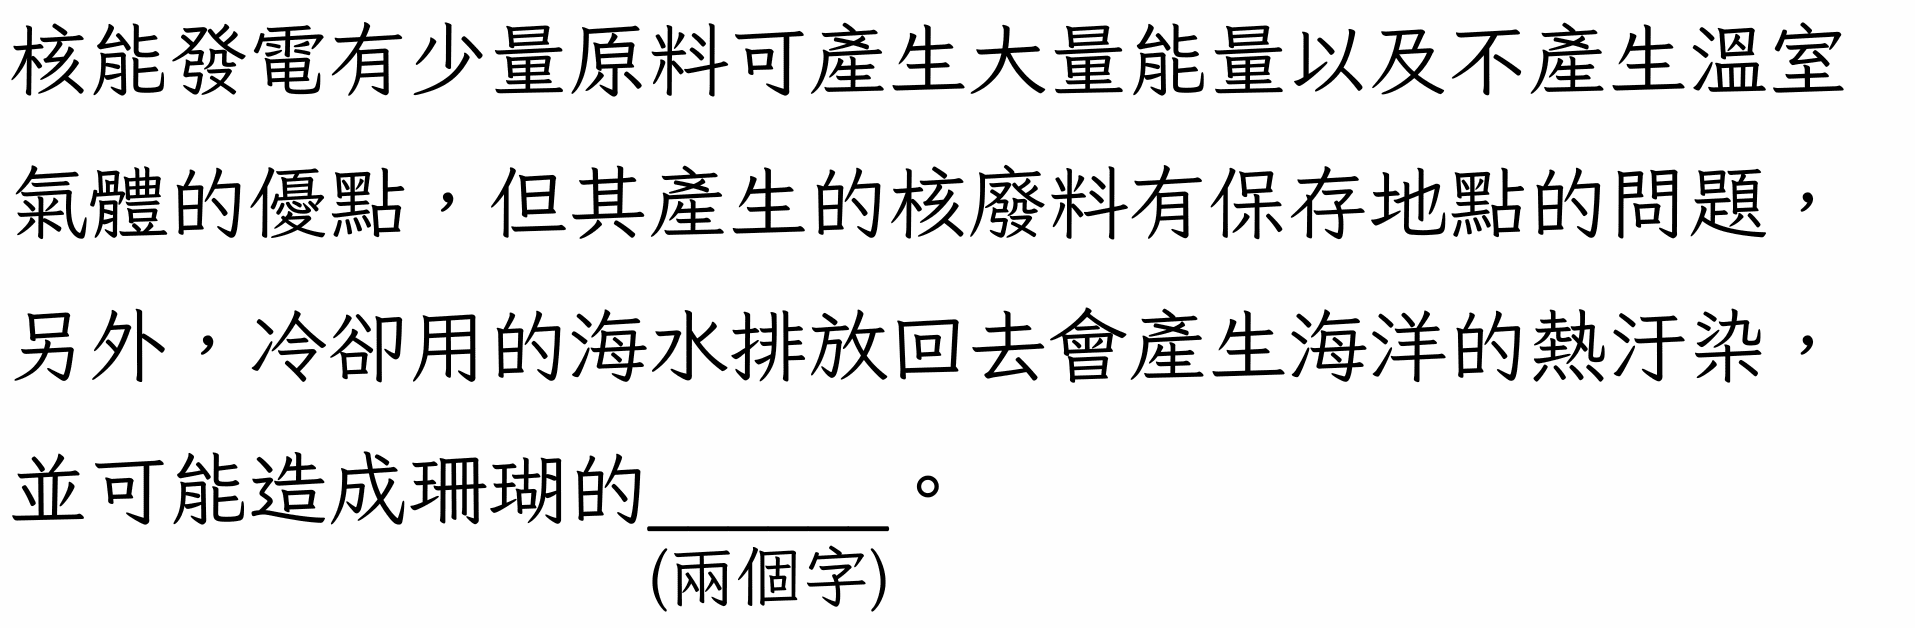 核能發電有少量原料可產生大量能量以及不產生溫室
氣體的優點，但其產生的核廢料有保存地點的問題，
另外，冷卻用的海水排放回去會產生海洋的熱汙染，
並可能造成珊瑚的______。
(兩個字)